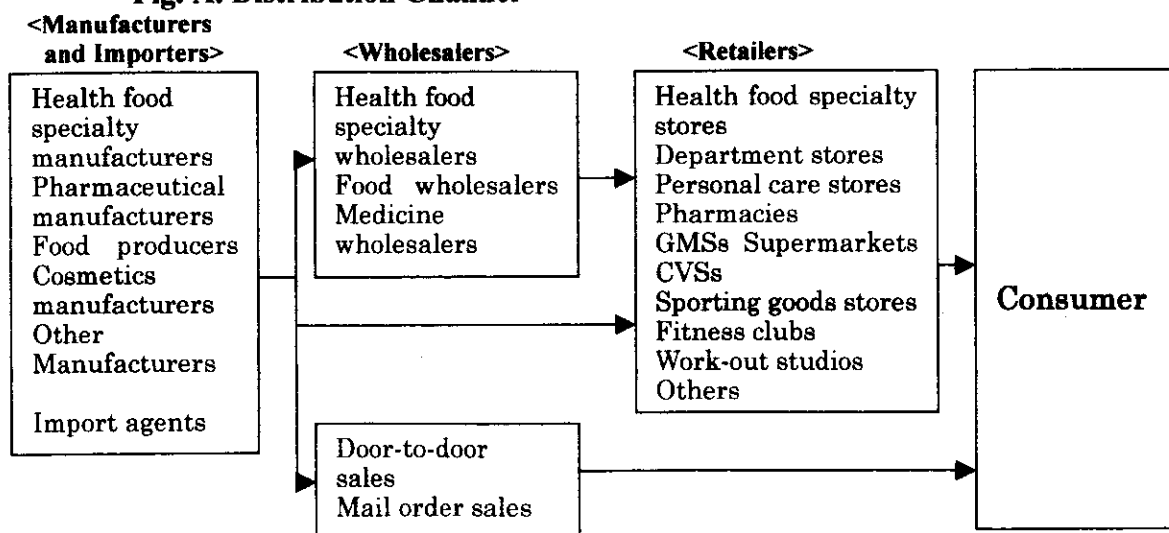 Fig. A: Distribution Channel
<Manufacturers
and Importers>
<Wholesalers>
<Retailers>
Health food
specialty
manufacturers
Pharmaceutical
manufacturers
Food producers
Cosmetics
manufacturers
Other
Manufacturers
Import agents
Health food
specialty
wholesalers
Food wholesalers
Medicine
wholesalers
Door-to-door
sales
Mail order sales
Health food specialty
stores
Department stores
Personal care stores
Pharmacies
GMSs Supermarkets
CVSs
Sporting goods stores
Fitness clubs
Work-out studios
Others
Consumer